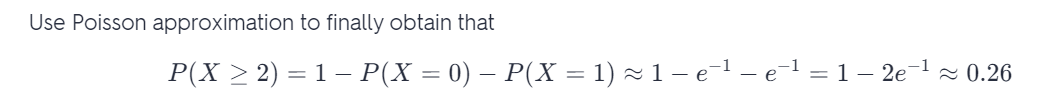 Use Poisson approximation to finally obtain that
P(X ≥ 2) = 1 − P(X = 0) − P(X = 1) ≈ 1 − e⁻¹ − e⁻¹ = 1 − 2e⁻¹ ≈ 0.26